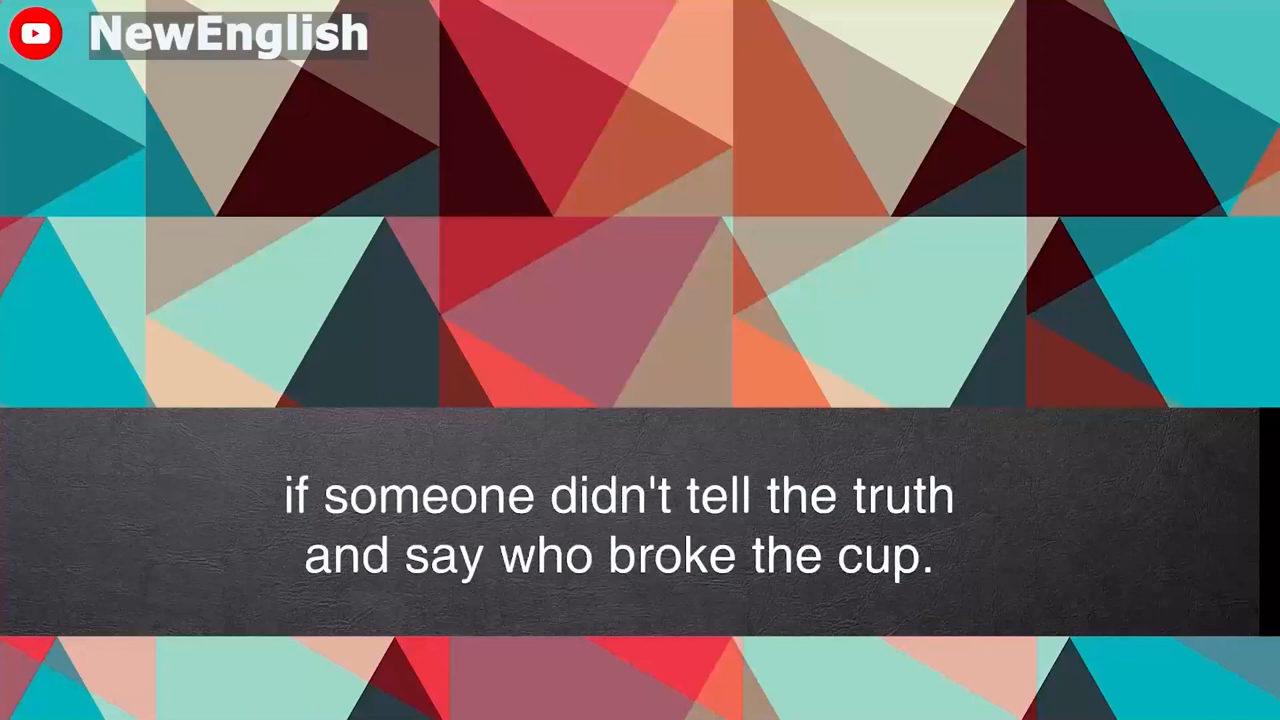 NewEnglish
if someone didn't tell the truth
and say who broke the cup.